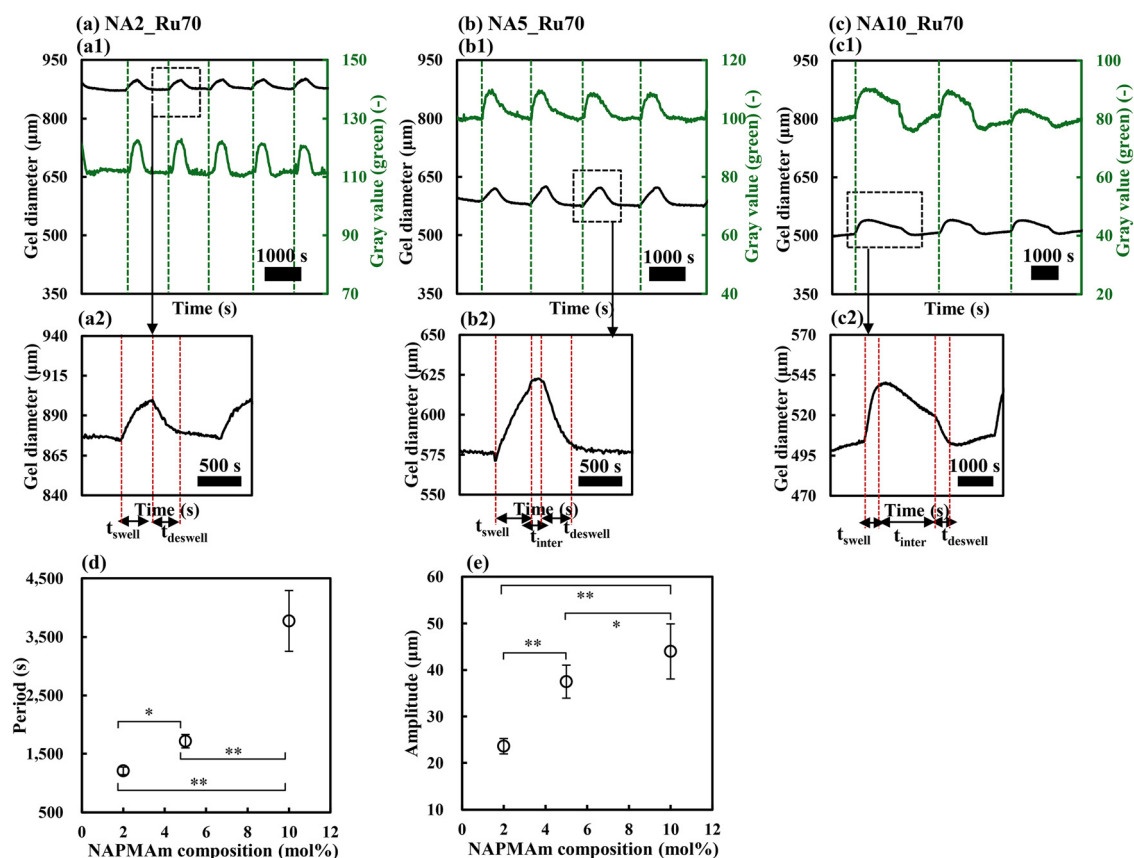 (a) NA2_Ru70
(a1)
950
800
650
500
350
Gel diameter (µm)
150
130
110
90
70
Gray value (green) (-)
1000 s
Time (s)
(b) NA5_Ru70
(b1)
950
800
650
500
350
Gel diameter (µm)
120
100
80
60
40
Gray value (green) (-)
1000 s
Time (s)
(c) NA10_Ru70
(c1)
950
800
650
500
350
Gel diameter (µm)
100
80
60
40
20
Gray value (green) (-)
1000 s
Time (s)
(a2)
940
915
890
865
840
Gel diameter (µm)
500 s
Time (s)
tswell
tdeswell
(b2)
650
625
600
575
550
Gel diameter (µm)
500 s
Time (s)
tswell
tinter
tdeswell
(c2)
570
545
520
495
470
Gel diameter (µm)
1000 s
Time (s)
tswell
tinter
tdeswell
(d)
4,500
3,500
2,500
1,500
500
Period (s)
*
**
**
0 2 4 6 8 10 12
NAPMAm composition (mol%)
(e)
60
50
40
30
20
10
Amplitude (µm)
**
*
**
0 2 4 6 8 10 12
NAPMAm composition (mol%)